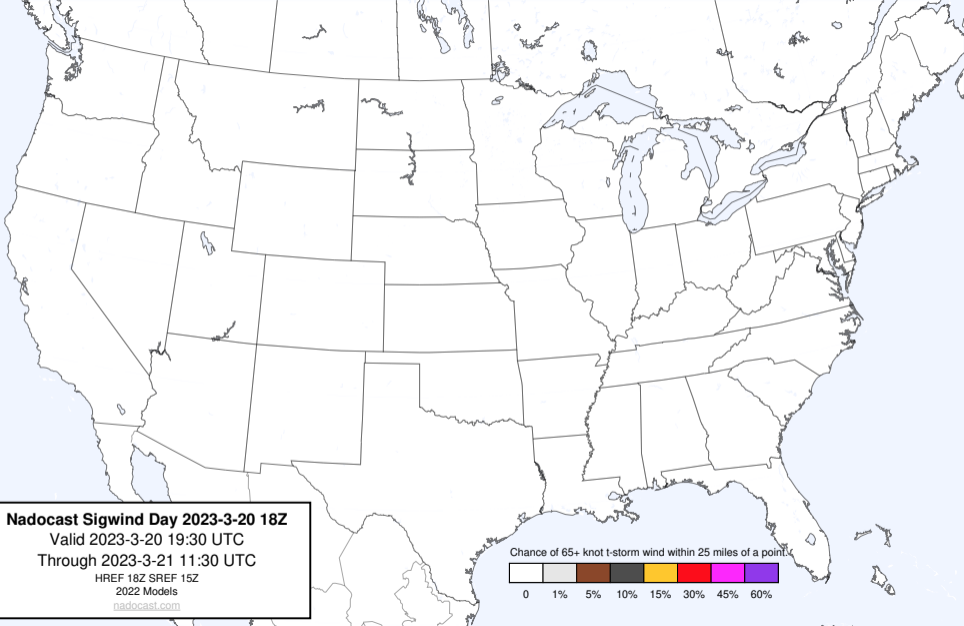 Nadocast Sigwind Day 2023-3-20 18Z
Valid 2023-3-20 19:30 UTC
Through 2023-3-21 11:30 UTC
HREF 18Z SREF 15Z
2022 Models
nadocast.com
Chance of 65+ knot t-storm wind within 25 miles of a point.
0 1% 5% 10% 15% 30% 45% 60%